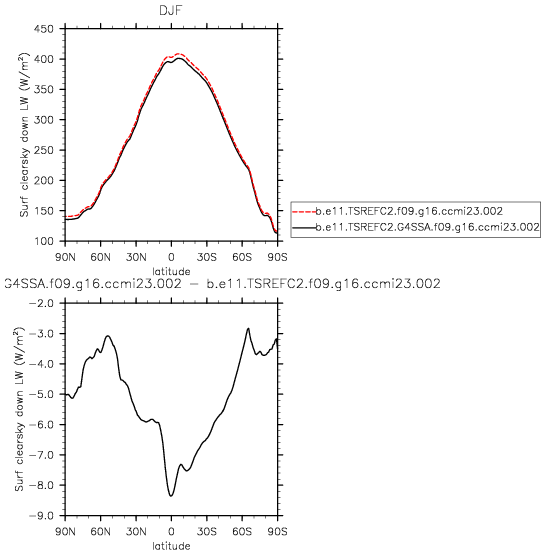 DJF
Surf clearsky down LW (W/m²)
450
400
350
300
250
200
150
100
90N 60N 30N 0 30S 60S 90S
latitude
b.e11.TSREFC2.f09.g16.ccmi23.002
b.e11.TSREFC2.G4SSA.f09.g16.ccmi23.002
G4SSA.f09.g16.ccmi23.002 − b.e11.TSREFC2.f09.g16.ccmi23.002
Surf clearsky down LW (W/m²)
−2.0
−3.0
−4.0
−5.0
−6.0
−7.0
−8.0
−9.0
90N 60N 30N 0 30S 60S 90S
latitude